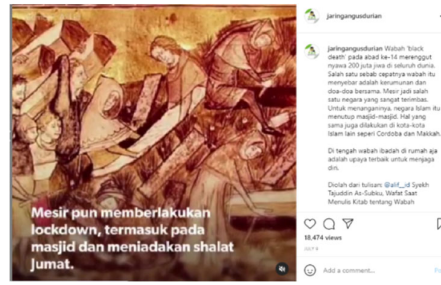 jaringangusdurian
jaringangusdurian Wabah 'black
death' pada abad ke-14 merenggut
nyawa 200 juta jiwa di seluruh dunia.
Salah satu sebab cepatnya wabah itu
menyebar adalah kerumunan dan
doa-doa bersama. Mesir jadi salah
satu negara yang sangat terimbas.
Untuk menanganinya, negara Islam itu
menutup masjid-masjid. Hal yang
sama juga dilakukan di kota-kota
Islam lain seperi Cordoba dan Makkah.
Di tengah wabah ibadah di rumah aja
adalah upaya terbaik untuk menjaga
diri.
Diolah dari tulisan: @alif__id Syekh
Tajuddin As-Subku, Wafat Saat
Menulis Kitab tentang Wabah
Mesir pun memberlakukan
lockdown, termasuk pada
masjid dan meniadakan shalat
Jumat.
18,474 views
Add a comment...